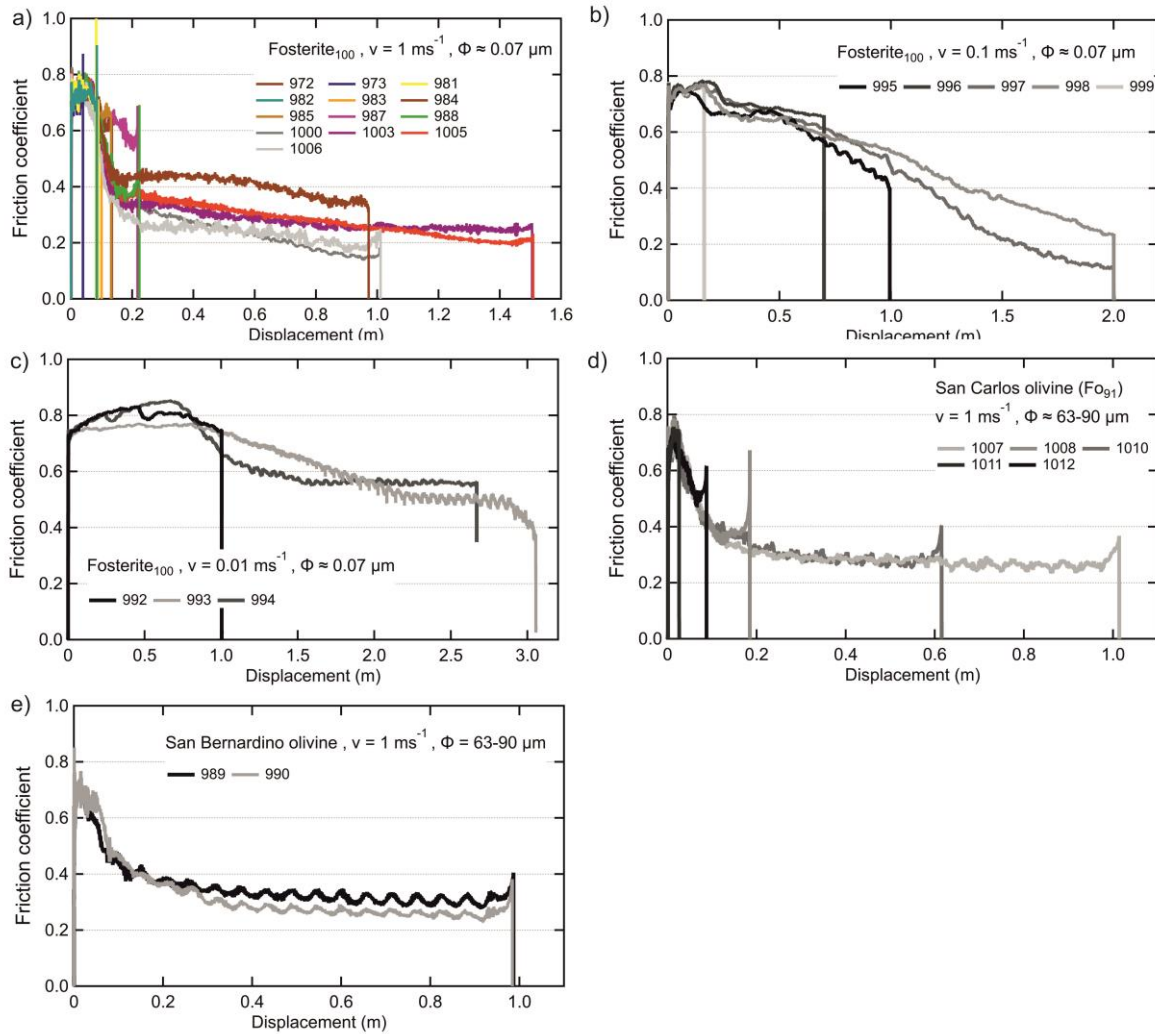 a)
Fosterite100 , v = 1 ms-1 , Φ ≈ 0.07 µm
972 973 981
982 983 984
985 987 988
1000 1003 1005
1006
Friction coefficient
1.0
0.8
0.6
0.4
0.2
0.0
0 0.2 0.4 0.6 0.8 1.0 1.2 1.4 1.6
Displacement (m)
b)
Fosterite100 , v = 0.1 ms-1 , Φ ≈ 0.07 µm
995 996 997 998 999
Friction coefficient
1.0
0.8
0.6
0.4
0.2
0.0
0 0.5 1.0 1.5 2.0
Displacement (m)
c)
Friction coefficient
1.0
0.8
0.6
0.4
0.2
0.0
Fosterite100 , v = 0.01 ms-1 , Φ ≈ 0.07 µm
992 993 994
0 0.5 1.0 1.5 2.0 2.5 3.0
Displacement (m)
d)
San Carlos olivine (Fo91)
v = 1 ms-1 , Φ ≈ 63-90 µm
1007 1008 1010
1011 1012
Friction coefficient
1.0
0.8
0.6
0.4
0.2
0.0
0 0.2 0.4 0.6 0.8 1.0
Displacement (m)
e)
San Bernardino olivine , v = 1 ms-1 , Φ = 63-90 µm
989 990
Friction coefficient
1.0
0.8
0.6
0.4
0.2
0.0
0 0.2 0.4 0.6 0.8 1.0
Displacement (m)